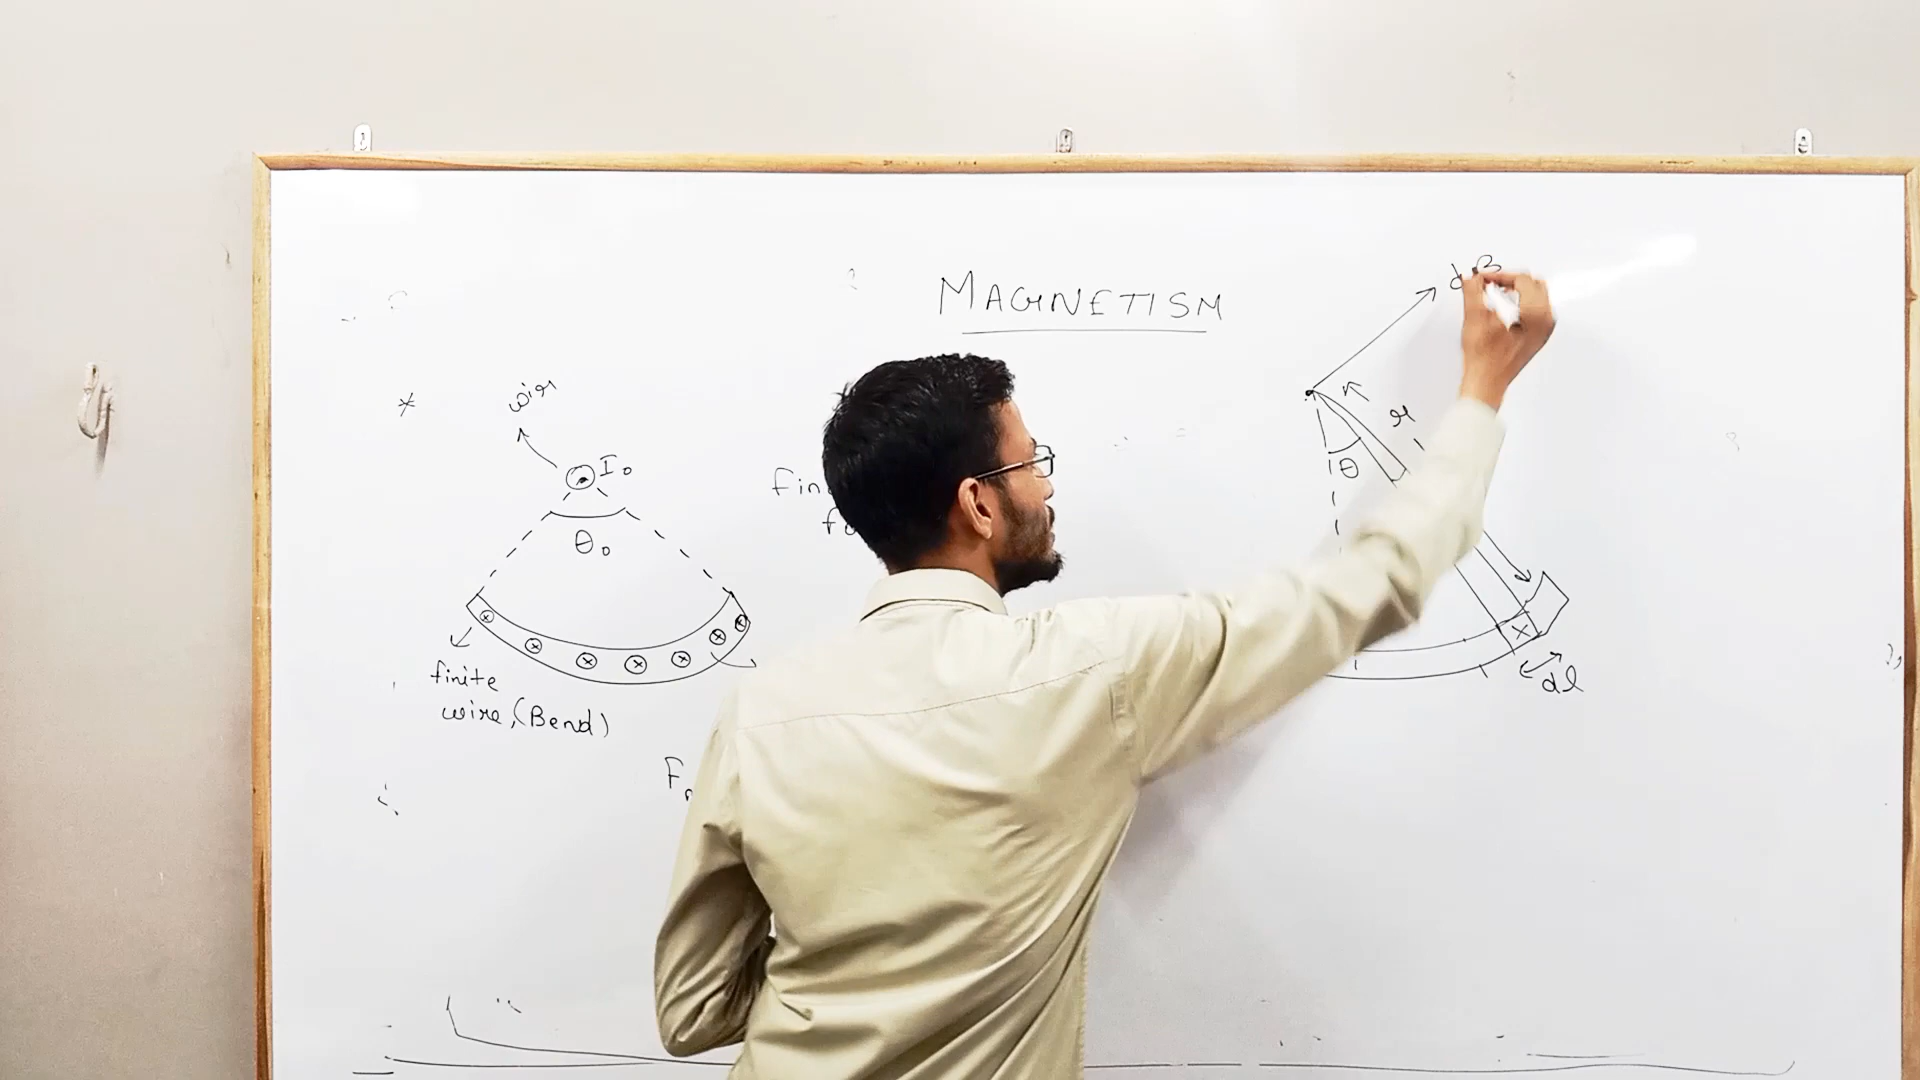 MAGNETISM
*
wire
I₀
θ₀
finite
wire, (Bend)
dB
r
θ
dl